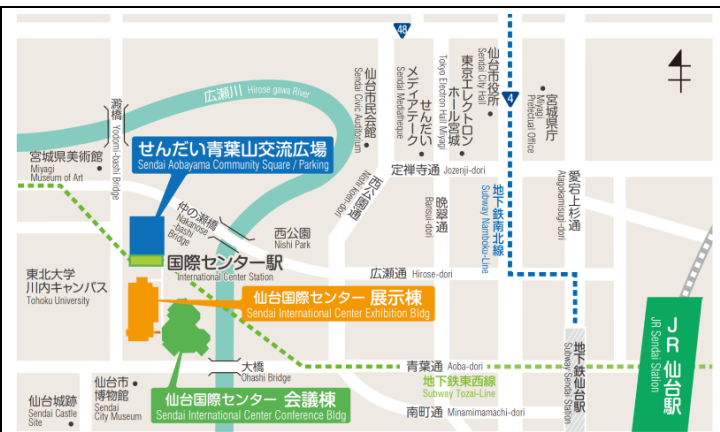 48
広瀬川 Hirose gawa River
澱橋
Yodomi-bashi Bridge
仙台市民会館
Sendai Civic Auditorium
せんだい
メディアテーク
Sendai Mediatheque
東京エレクトロン
ホール宮城
Tokyo Electron Hall Miyagi
仙台市役所
Sendai City Hall
4
宮城県庁
Miyagi
Prefectual Office
宮城県美術館
Miyagi
Museum of Art
せんだい青葉山交流広場
Sendai Aobayama Community Square / Parking
西公園通
Nishi koen-dori
定禅寺通 Jozenji-dori
晩翠通
Bansui-dori
地下鉄南北線
Subway Namboku-Line
愛宕上杉通
Atagokamisugi-dori
仲の瀬橋
Nakanose
-bashi
Bridge
西公園
Nishi Park
国際センター駅
International Center Station
広瀬通 Hirose-dori
東北大学
川内キャンパス
Tohoku University
仙台国際センター 展示棟
Sendai International Center Exhibition Bldg
JR 仙台駅
JR Sendai Station
地下鉄仙台駅
Subway Sendai Station
大橋
Ohashi Bridge
青葉通 Aoba-dori
地下鉄東西線
Subway Tozai-Line
仙台市
博物館
Sendai
City Museum
仙台国際センター 会議棟
Sendai International Center Conference Bldg
仙台城跡
Sendai Castle
Site
南町通 Minamimamachi-dori